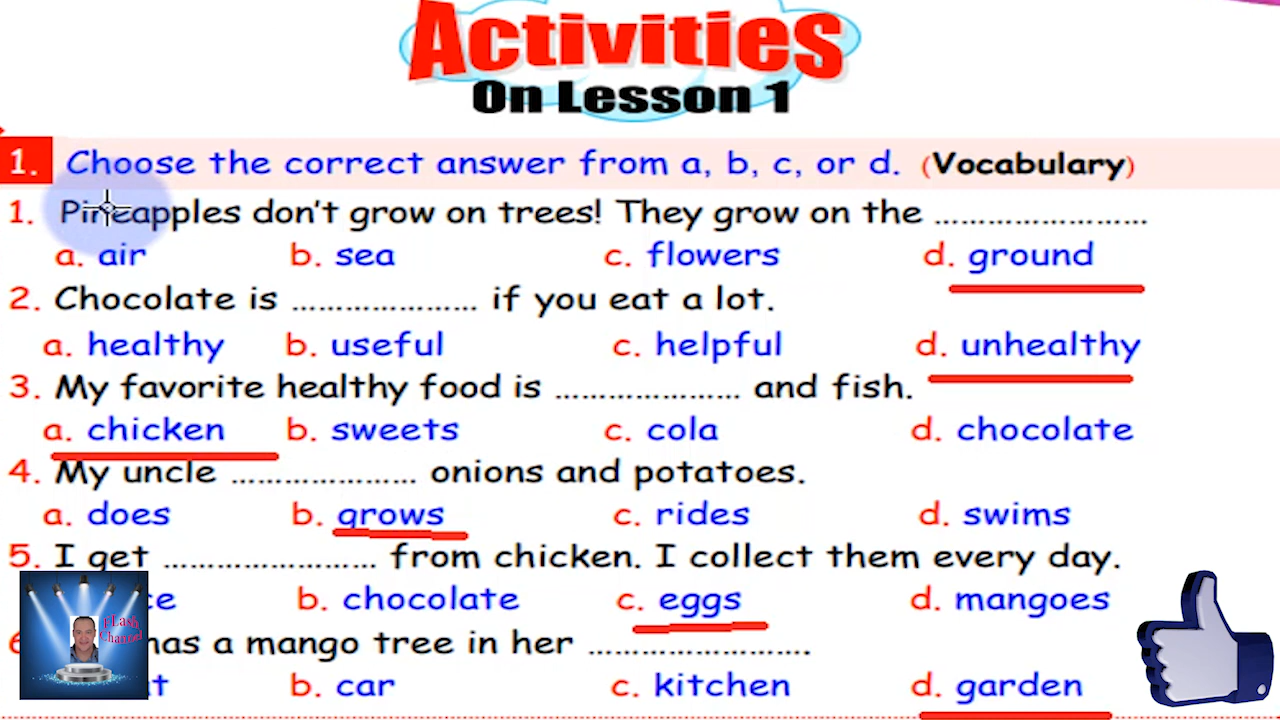 Activities
On Lesson 1
1. Choose the correct answer from a, b, c, or d. (Vocabulary)
1. Pineapples don't grow on trees! They grow on the ........................
a. air b. sea c. flowers d. ground
2. Chocolate is ..................... if you eat a lot.
a. healthy b. useful c. helpful d. unhealthy
3. My favorite healthy food is ..................... and fish.
a. chicken b. sweets c. cola d. chocolate
4. My uncle ..................... onions and potatoes.
a. does b. grows c. rides d. swims
5. I get ........................ from chicken. I collect them every day.
b. chocolate c. eggs d. mangoes
has a mango tree in her ........................
b. car c. kitchen d. garden
FLash
Channel